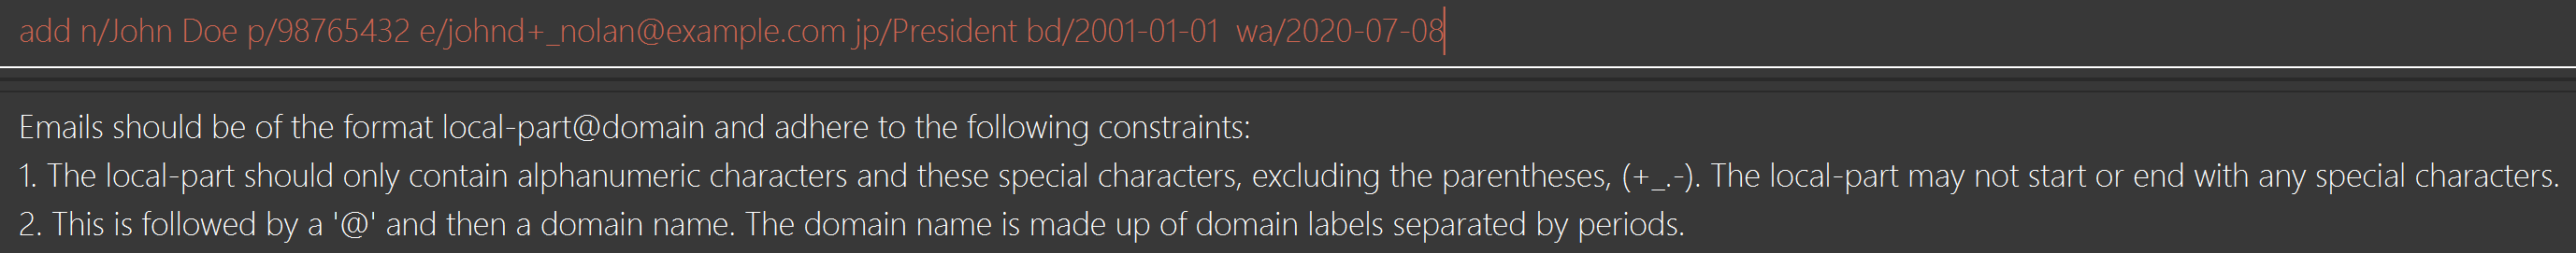 add n/John Doe p/98765432 e/johnd+_nolan@example.com jp/President bd/2001-01-01  wa/2020-07-08
Emails should be of the format local-part@domain and adhere to the following constraints:
1. The local-part should only contain alphanumeric characters and these special characters, excluding the parentheses, (+_.-). The local-part may not start or end with any special characters.
2. This is followed by a '@' and then a domain name. The domain name is made up of domain labels separated by periods.